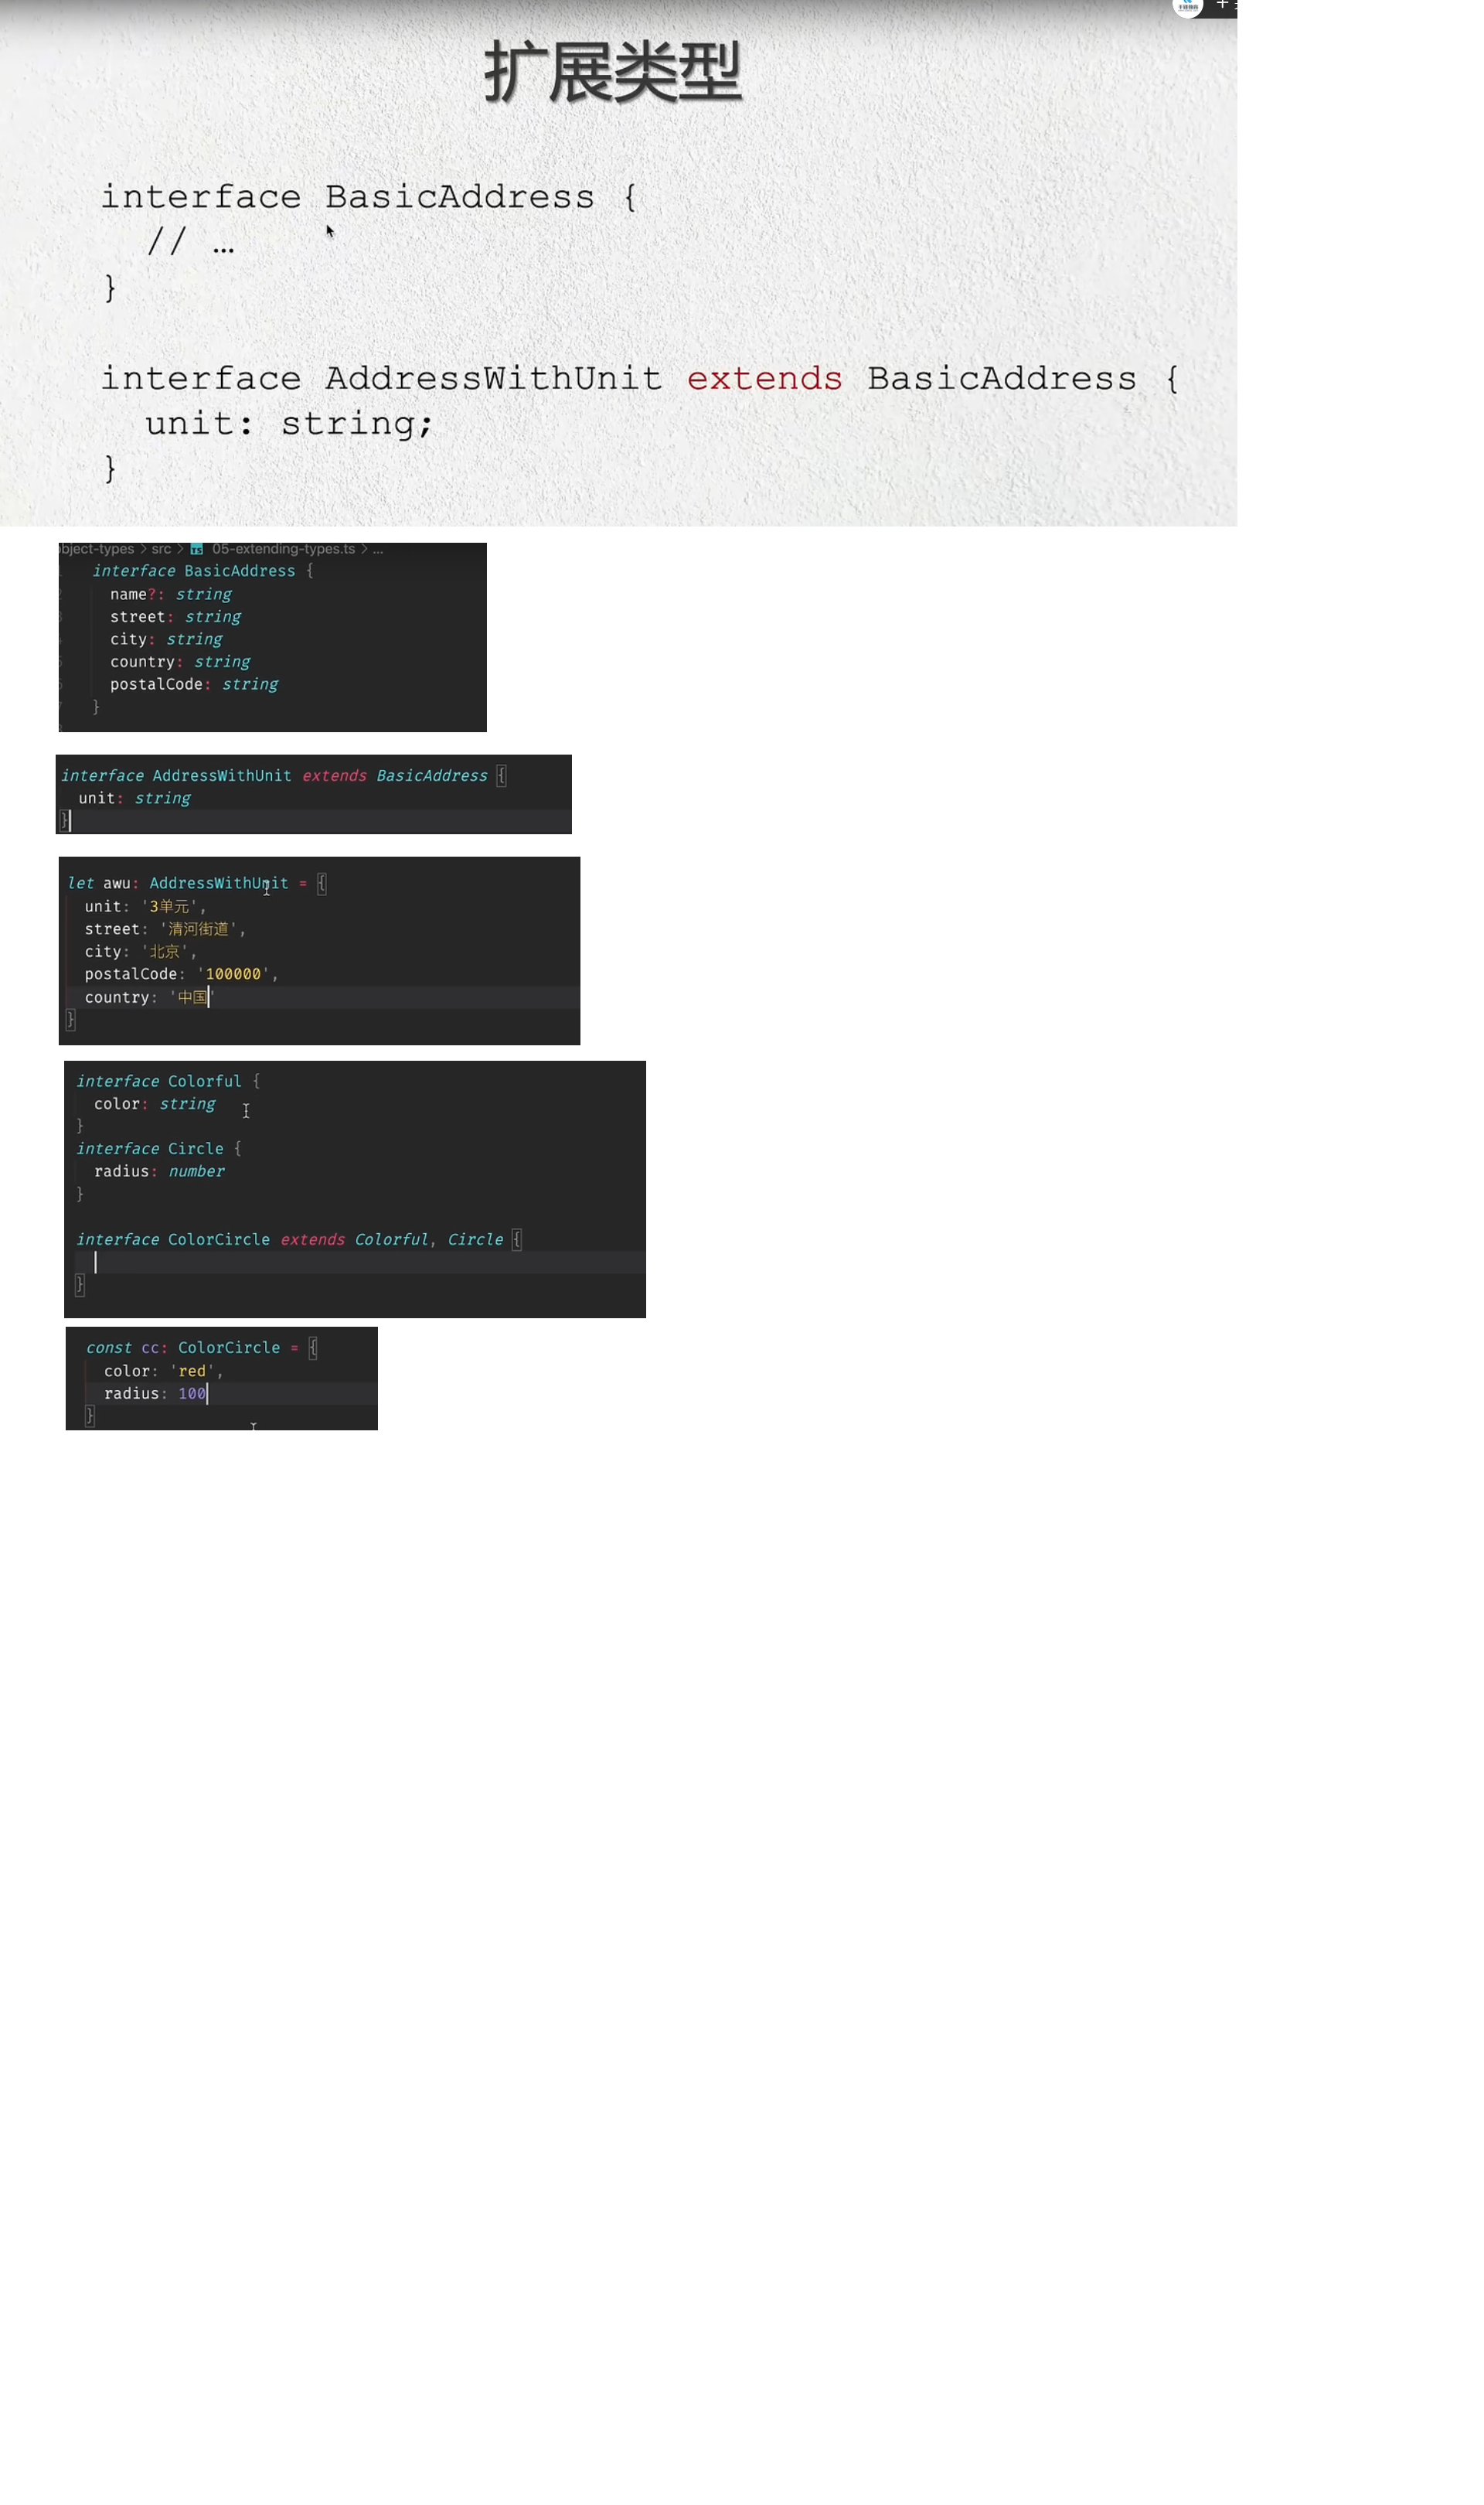 扩展类型
interface BasicAddress {
// …
}
interface AddressWithUnit extends BasicAddress {
unit: string;
}
bject-types > src > TS 05-extending-types.ts > ...
interface BasicAddress {
name?: string
street: string
city: string
country: string
postalCode: string
}
interface AddressWithUnit extends BasicAddress {
unit: string
}
let awu: AddressWithUnit = {
unit: '3单元',
street: '清河街道',
city: '北京',
postalCode: '100000',
country: '中国'
}
interface Colorful {
color: string
}
interface Circle {
radius: number
}
interface ColorCircle extends Colorful, Circle {
}
const cc: ColorCircle = {
color: 'red',
radius: 100
}